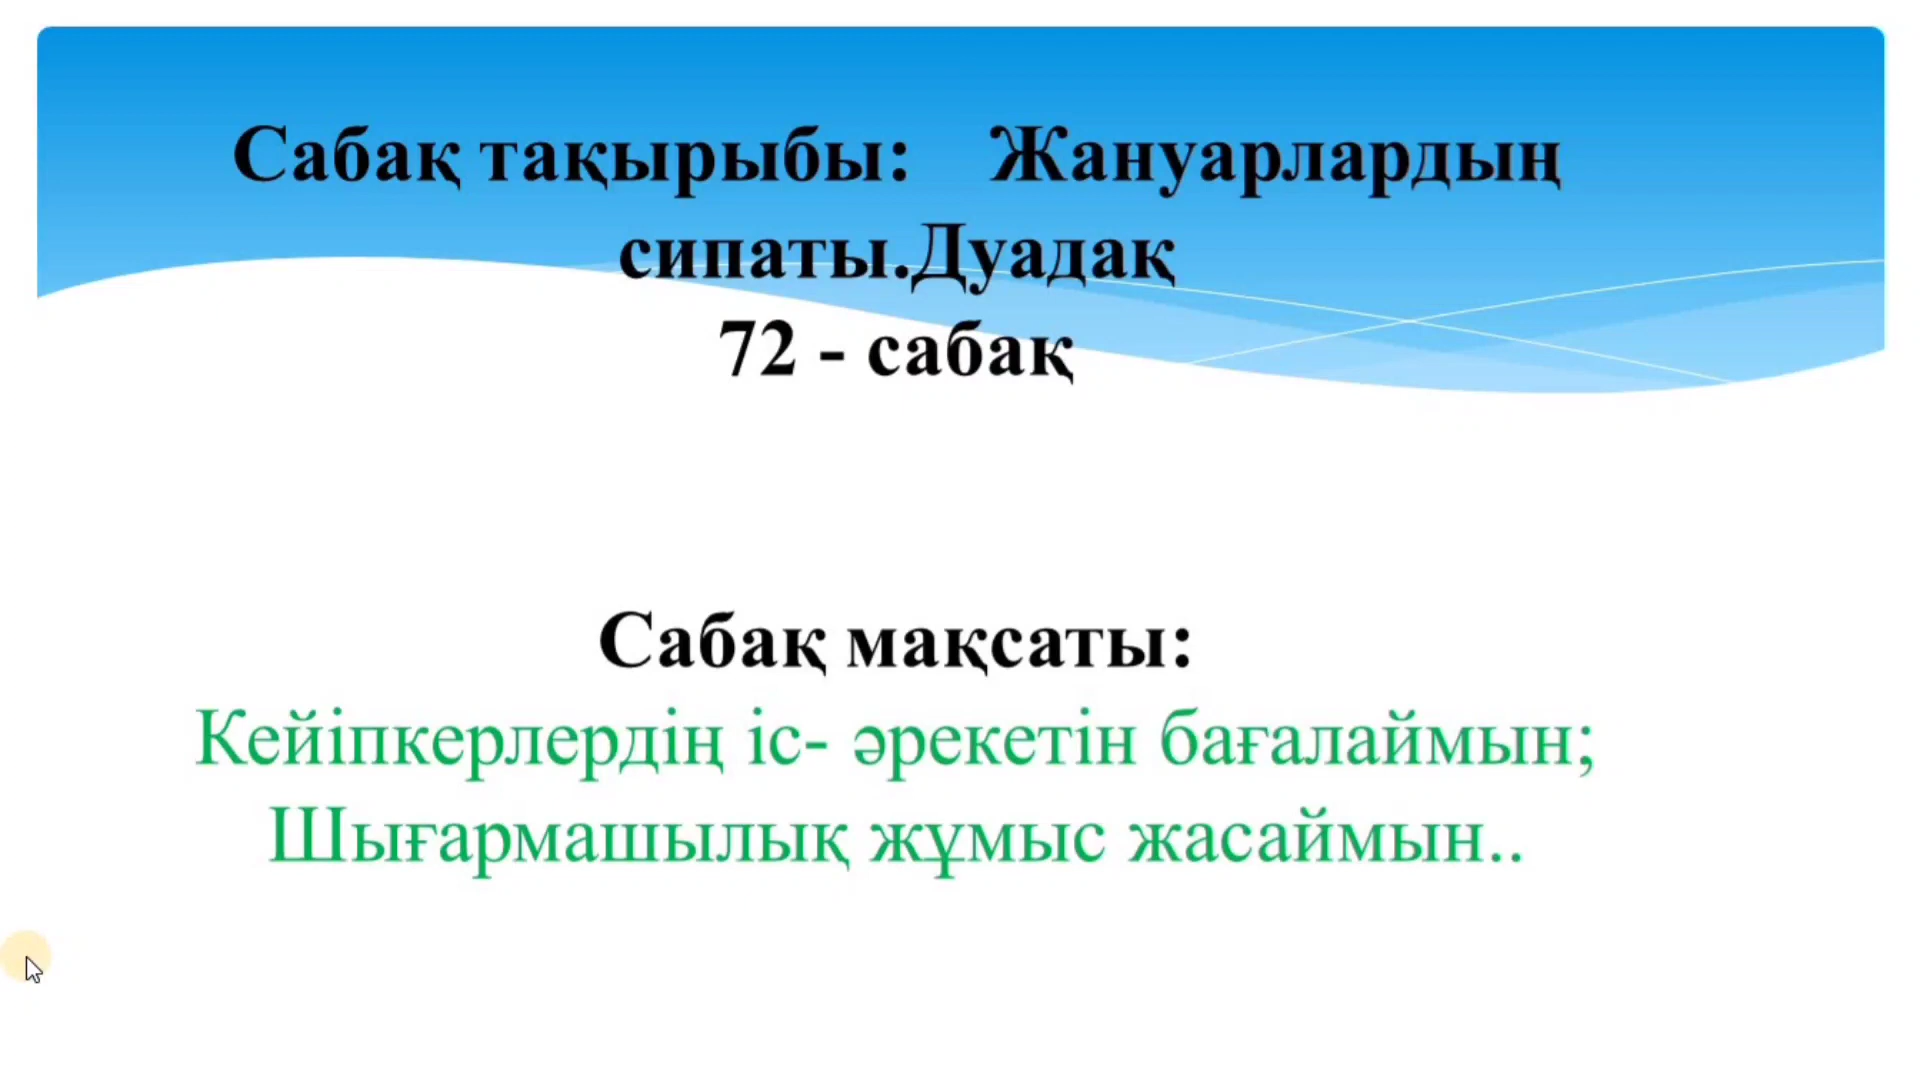 Сабақ тақырыбы: Жануарлардың
сипаты.Дуадақ
72 - сабақ
Сабақ мақсаты:
Кейіпкерлердің іс- әрекетін бағалаймын;
Шығармашылық жұмыс жасаймын..